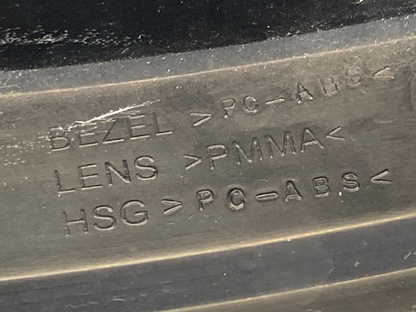 BEZEL >PC-ABS<
LENS >PMMA<
HSG >PC-ABS<